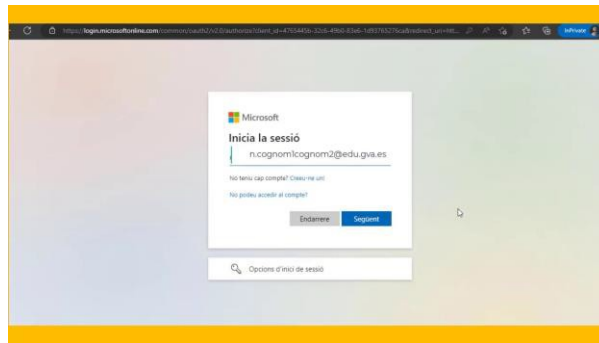 https://login.microsoftonline.com/common/oauth2/v2.0/authorize?client_id=4765445b-32c6-49b0-83e6-1d93765276ca&redirect_uri=htt...
InPrivate
Microsoft
Inicia la sessió
n.cognom1cognom2@edu.gva.es
No teniu cap compte? Creeu-ne un!
No podeu accedir al compte?
Endarrere Següent
Opcions d'inici de sessió